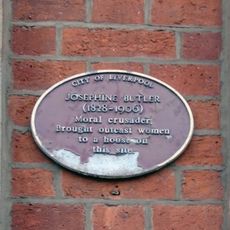 CITY OF LIVERPOOL
JOSEPHINE BUTLER
(1828-1906)
Moral crusader,
Brought outcast women
to a house on
this site